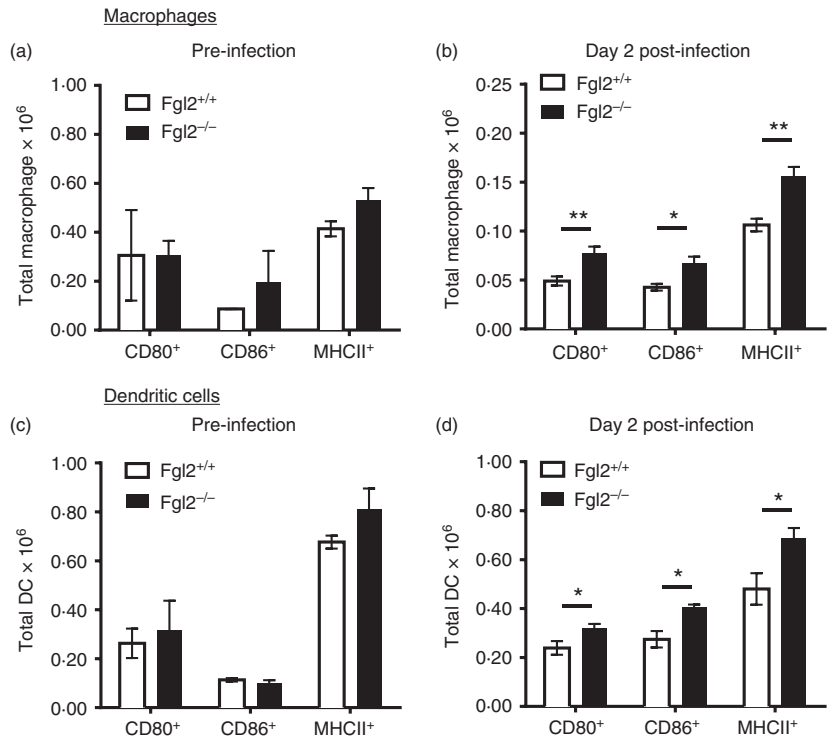 Macrophages
(a)
Pre-infection
Total macrophage × 10⁶
1·00
0·80
0·60
0·40
0·20
0·00
Fgl2+/+
Fgl2−/−
CD80+
CD86+
MHCII+
(b)
Day 2 post-infection
Total macrophage × 10⁶
0·25
0·20
0·15
0·10
0·05
0·00
Fgl2+/+
Fgl2−/−
**
*
**
CD80+
CD86+
MHCII+
Dendritic cells
(c)
Pre-infection
Total DC × 10⁶
1·00
0·80
0·60
0·40
0·20
0·00
Fgl2+/+
Fgl2−/−
CD80+
CD86+
MHCII+
(d)
Day 2 post-infection
Total DC × 10⁶
1·00
0·80
0·60
0·40
0·20
0·00
Fgl2+/+
Fgl2−/−
*
*
*
CD80+
CD86+
MHCII+